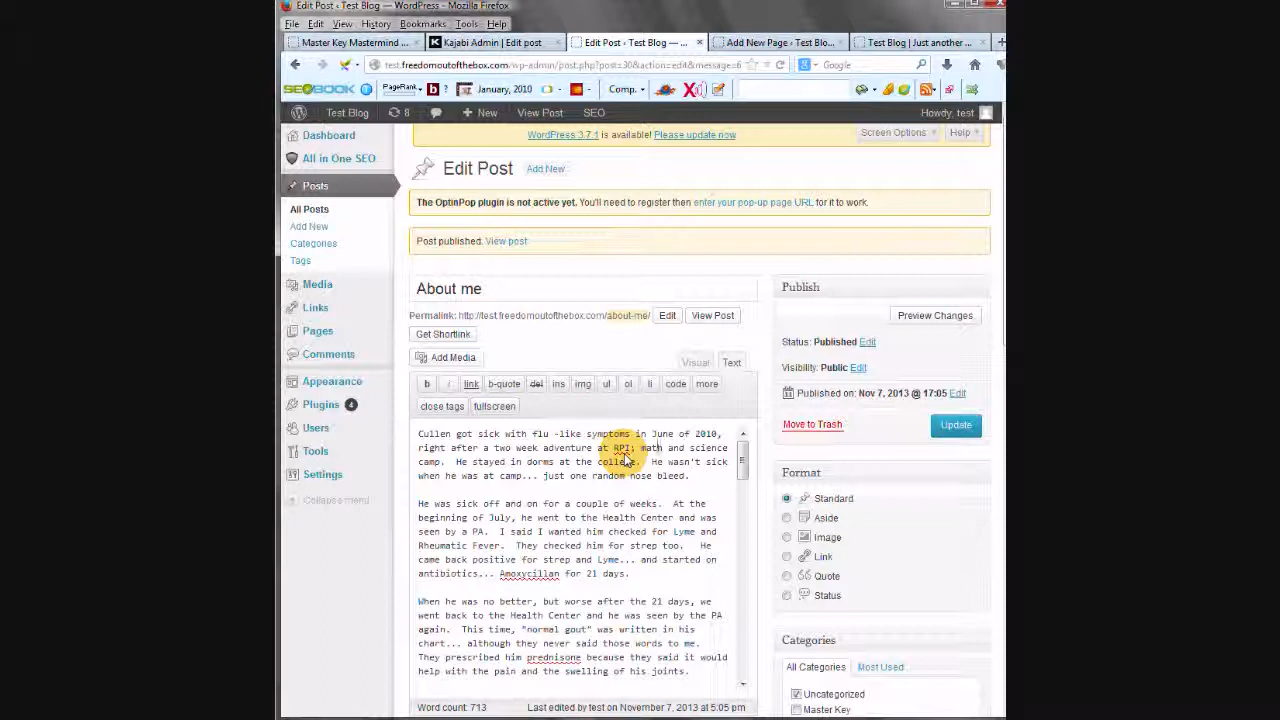 Edit Post ‹ Test Blog — WordPress - Mozilla Firefox
File Edit View History Bookmarks Tools Help
Master Key Mastermind ... Kajabi Admin | Edit post Edit Post ‹ Test Blog — ... Add New Page ‹ Test Blo... Test Blog | Just another ...
test.freedomoutofthebox.com/wp-admin/post.php?post=30&action=edit&message=6 Google
SEOBOOK PageRank b ? January, 2010 Comp.
Test Blog 8 New View Post SEO Howdy, test
Dashboard
All in One SEO
Posts
All Posts
Add New
Categories
Tags
Media
Links
Pages
Comments
Appearance
Plugins 4
Users
Tools
Settings
Collapse menu
WordPress 3.7.1 is available! Please update now Screen Options Help
Edit Post Add New
The OptinPop plugin is not active yet. You'll need to register then enter your pop-up page URL for it to work.
Post published. View post
About me
Permalink: http://test.freedomoutofthebox.com/about-me/ Edit View Post
Get Shortlink
Add Media Visual Text
b i link b-quote del ins img ul ol li code more
close tags fullscreen
Cullen got sick with flu -like symptoms in June of 2010,
right after a two week adventure at RPI; math and science
camp. He stayed in dorms at the college. He wasn't sick
when he was at camp... just one random nose bleed.
He was sick off and on for a couple of weeks. At the
beginning of July, he went to the Health Center and was
seen by a PA. I said I wanted him checked for Lyme and
Rheumatic Fever. They checked him for strep too. He
came back positive for strep and Lyme... and started on
antibiotics... Amoxycillan for 21 days.
When he was no better, but worse after the 21 days, we
went back to the Health Center and he was seen by the PA
again. This time, "normal gout" was written in his
chart... although they never said those words to me.
They prescribed him prednisone because they said it would
help with the pain and the swelling of his joints.
Word count: 713 Last edited by test on November 7, 2013 at 5:05 pm
Publish
Preview Changes
Status: Published Edit
Visibility: Public Edit
Published on: Nov 7, 2013 @ 17:05 Edit
Move to Trash Update
Format
Standard
Aside
Image
Link
Quote
Status
Categories
All Categories Most Used
Uncategorized
Master Key